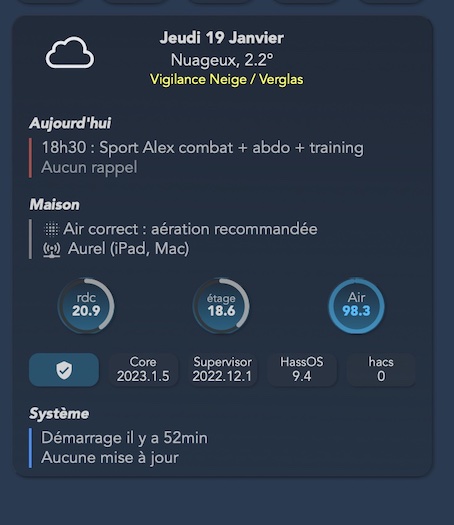 Jeudi 19 Janvier
Nuageux, 2.2°
Vigilance Neige / Verglas
Aujourd'hui
18h30 : Sport Alex combat + abdo + training
Aucun rappel
Maison
Air correct : aération recommandée
Aurel (iPad, Mac)
rdc
20.9
étage
18.6
Air
98.3
Core
2023.1.5
Supervisor
2022.12.1
HassOS
9.4
hacs
0
Système
Démarrage il y a 52min
Aucune mise à jour